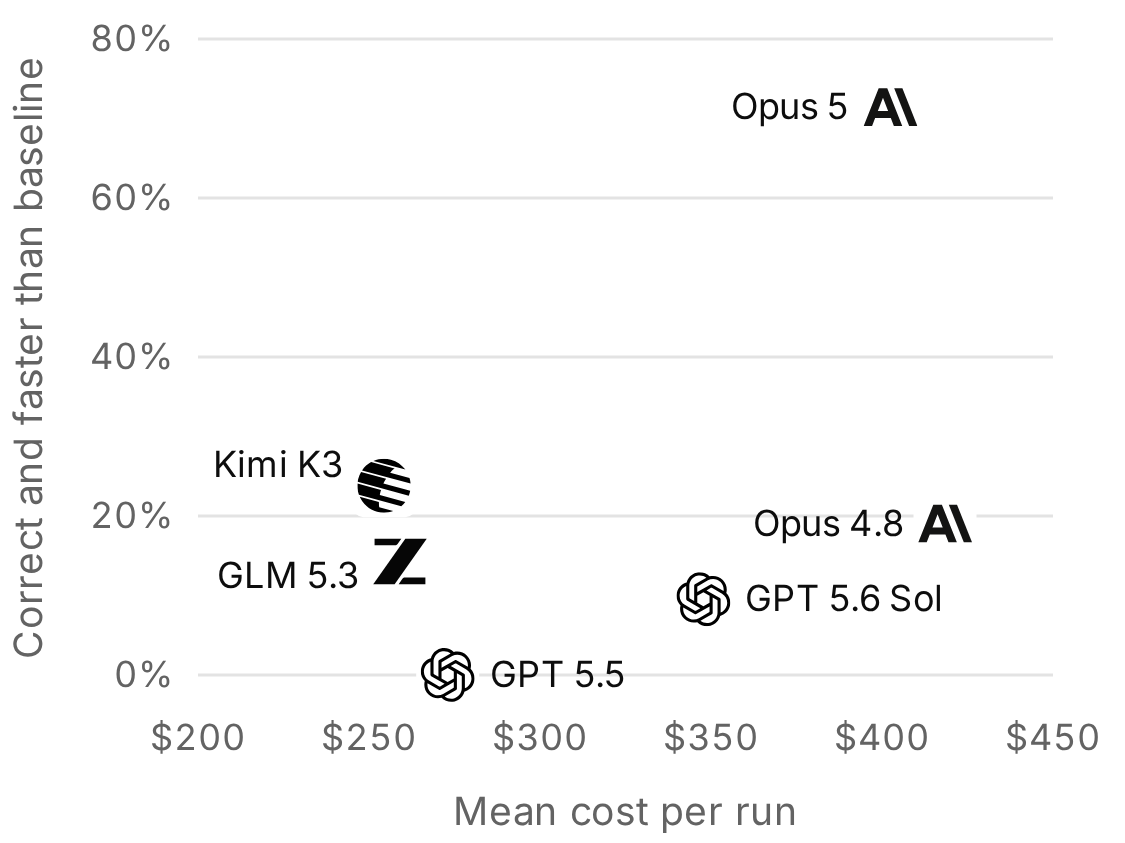 Correct and faster than baseline
80%
60%
40%
20%
0%
Opus 5
Kimi K3
Opus 4.8
GLM 5.3
GPT 5.6 Sol
GPT 5.5
$200
$250
$300
$350
$400
$450
Mean cost per run